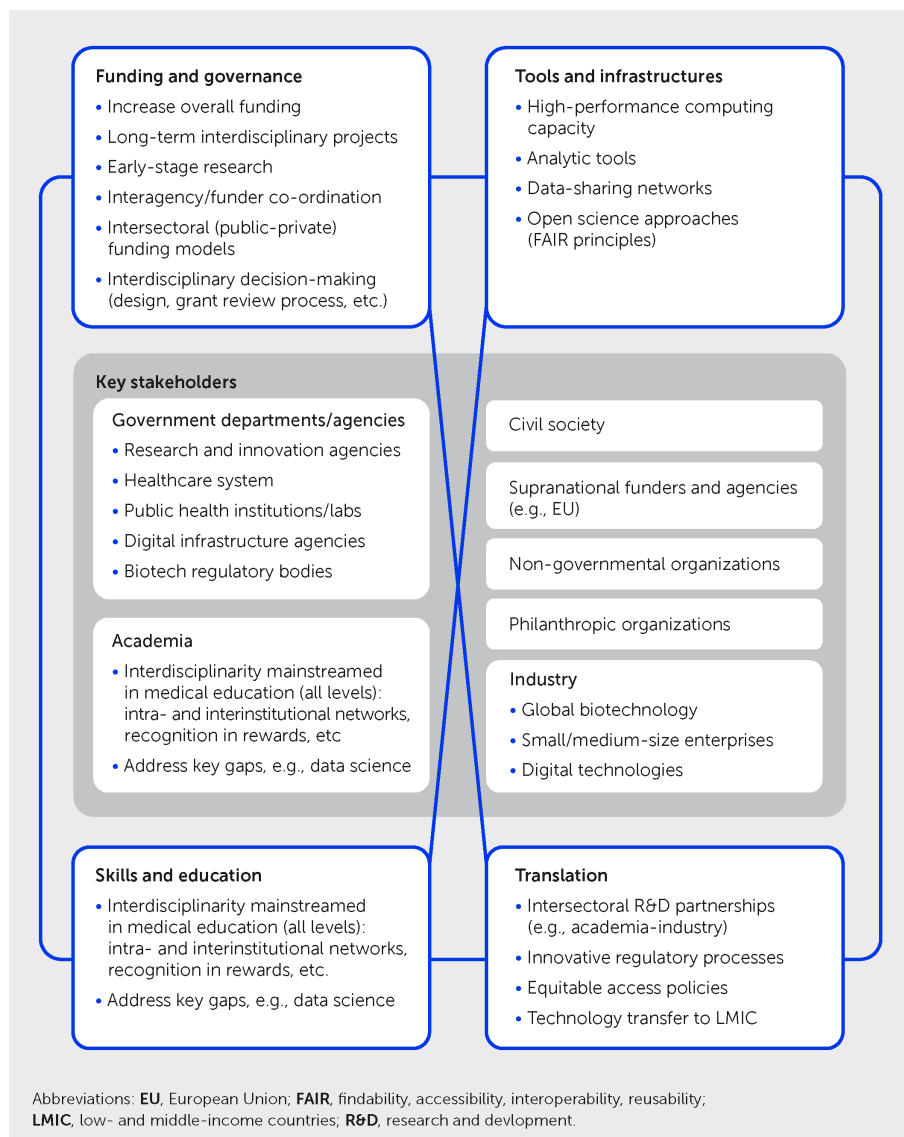 Funding and governance
• Increase overall funding
• Long-term interdisciplinary projects
• Early-stage research
• Interagency/funder co-ordination
• Intersectoral (public-private)
funding models
• Interdisciplinary decision-making
(design, grant review process, etc.)
Tools and infrastructures
• High-performance computing
capacity
• Analytic tools
• Data-sharing networks
• Open science approaches
(FAIR principles)
Key stakeholders
Government departments/agencies
• Research and innovation agencies
• Healthcare system
• Public health institutions/labs
• Digital infrastructure agencies
• Biotech regulatory bodies
Academia
• Interdisciplinarity mainstreamed
in medical education (all levels):
intra- and interinstitutional networks,
recognition in rewards, etc
• Address key gaps, e.g., data science
Civil society
Supranational funders and agencies
(e.g., EU)
Non-governmental organizations
Philanthropic organizations
Industry
• Global biotechnology
• Small/medium-size enterprises
• Digital technologies
Skills and education
• Interdisciplinarity mainstreamed
in medical education (all levels):
intra- and interinstitutional networks,
recognition in rewards, etc.
• Address key gaps, e.g., data science
Translation
• Intersectoral R&D partnerships
(e.g., academia-industry)
• Innovative regulatory processes
• Equitable access policies
• Technology transfer to LMIC
Abbreviations: EU, European Union; FAIR, findability, accessibility, interoperability, reusability;
LMIC, low- and middle-income countries; R&D, research and devlopment.